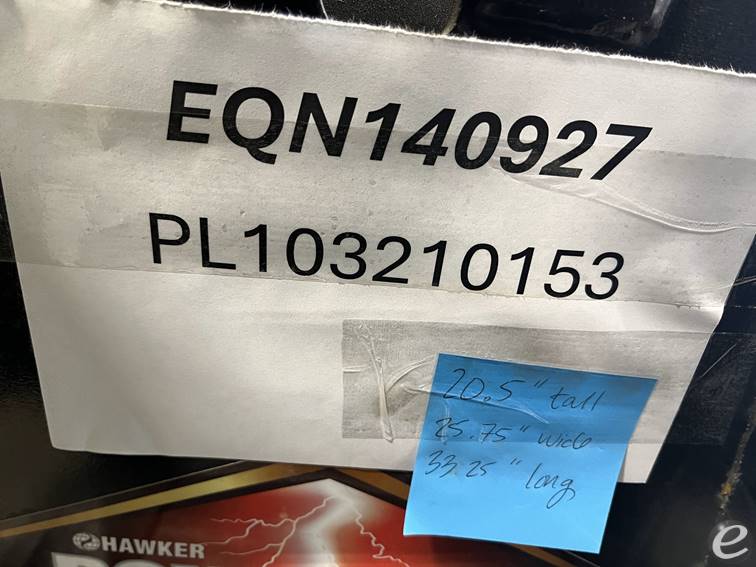 EQN140927
PL103210153
20.5" tall
25.75" wide
33.25" long
HAWKER
e